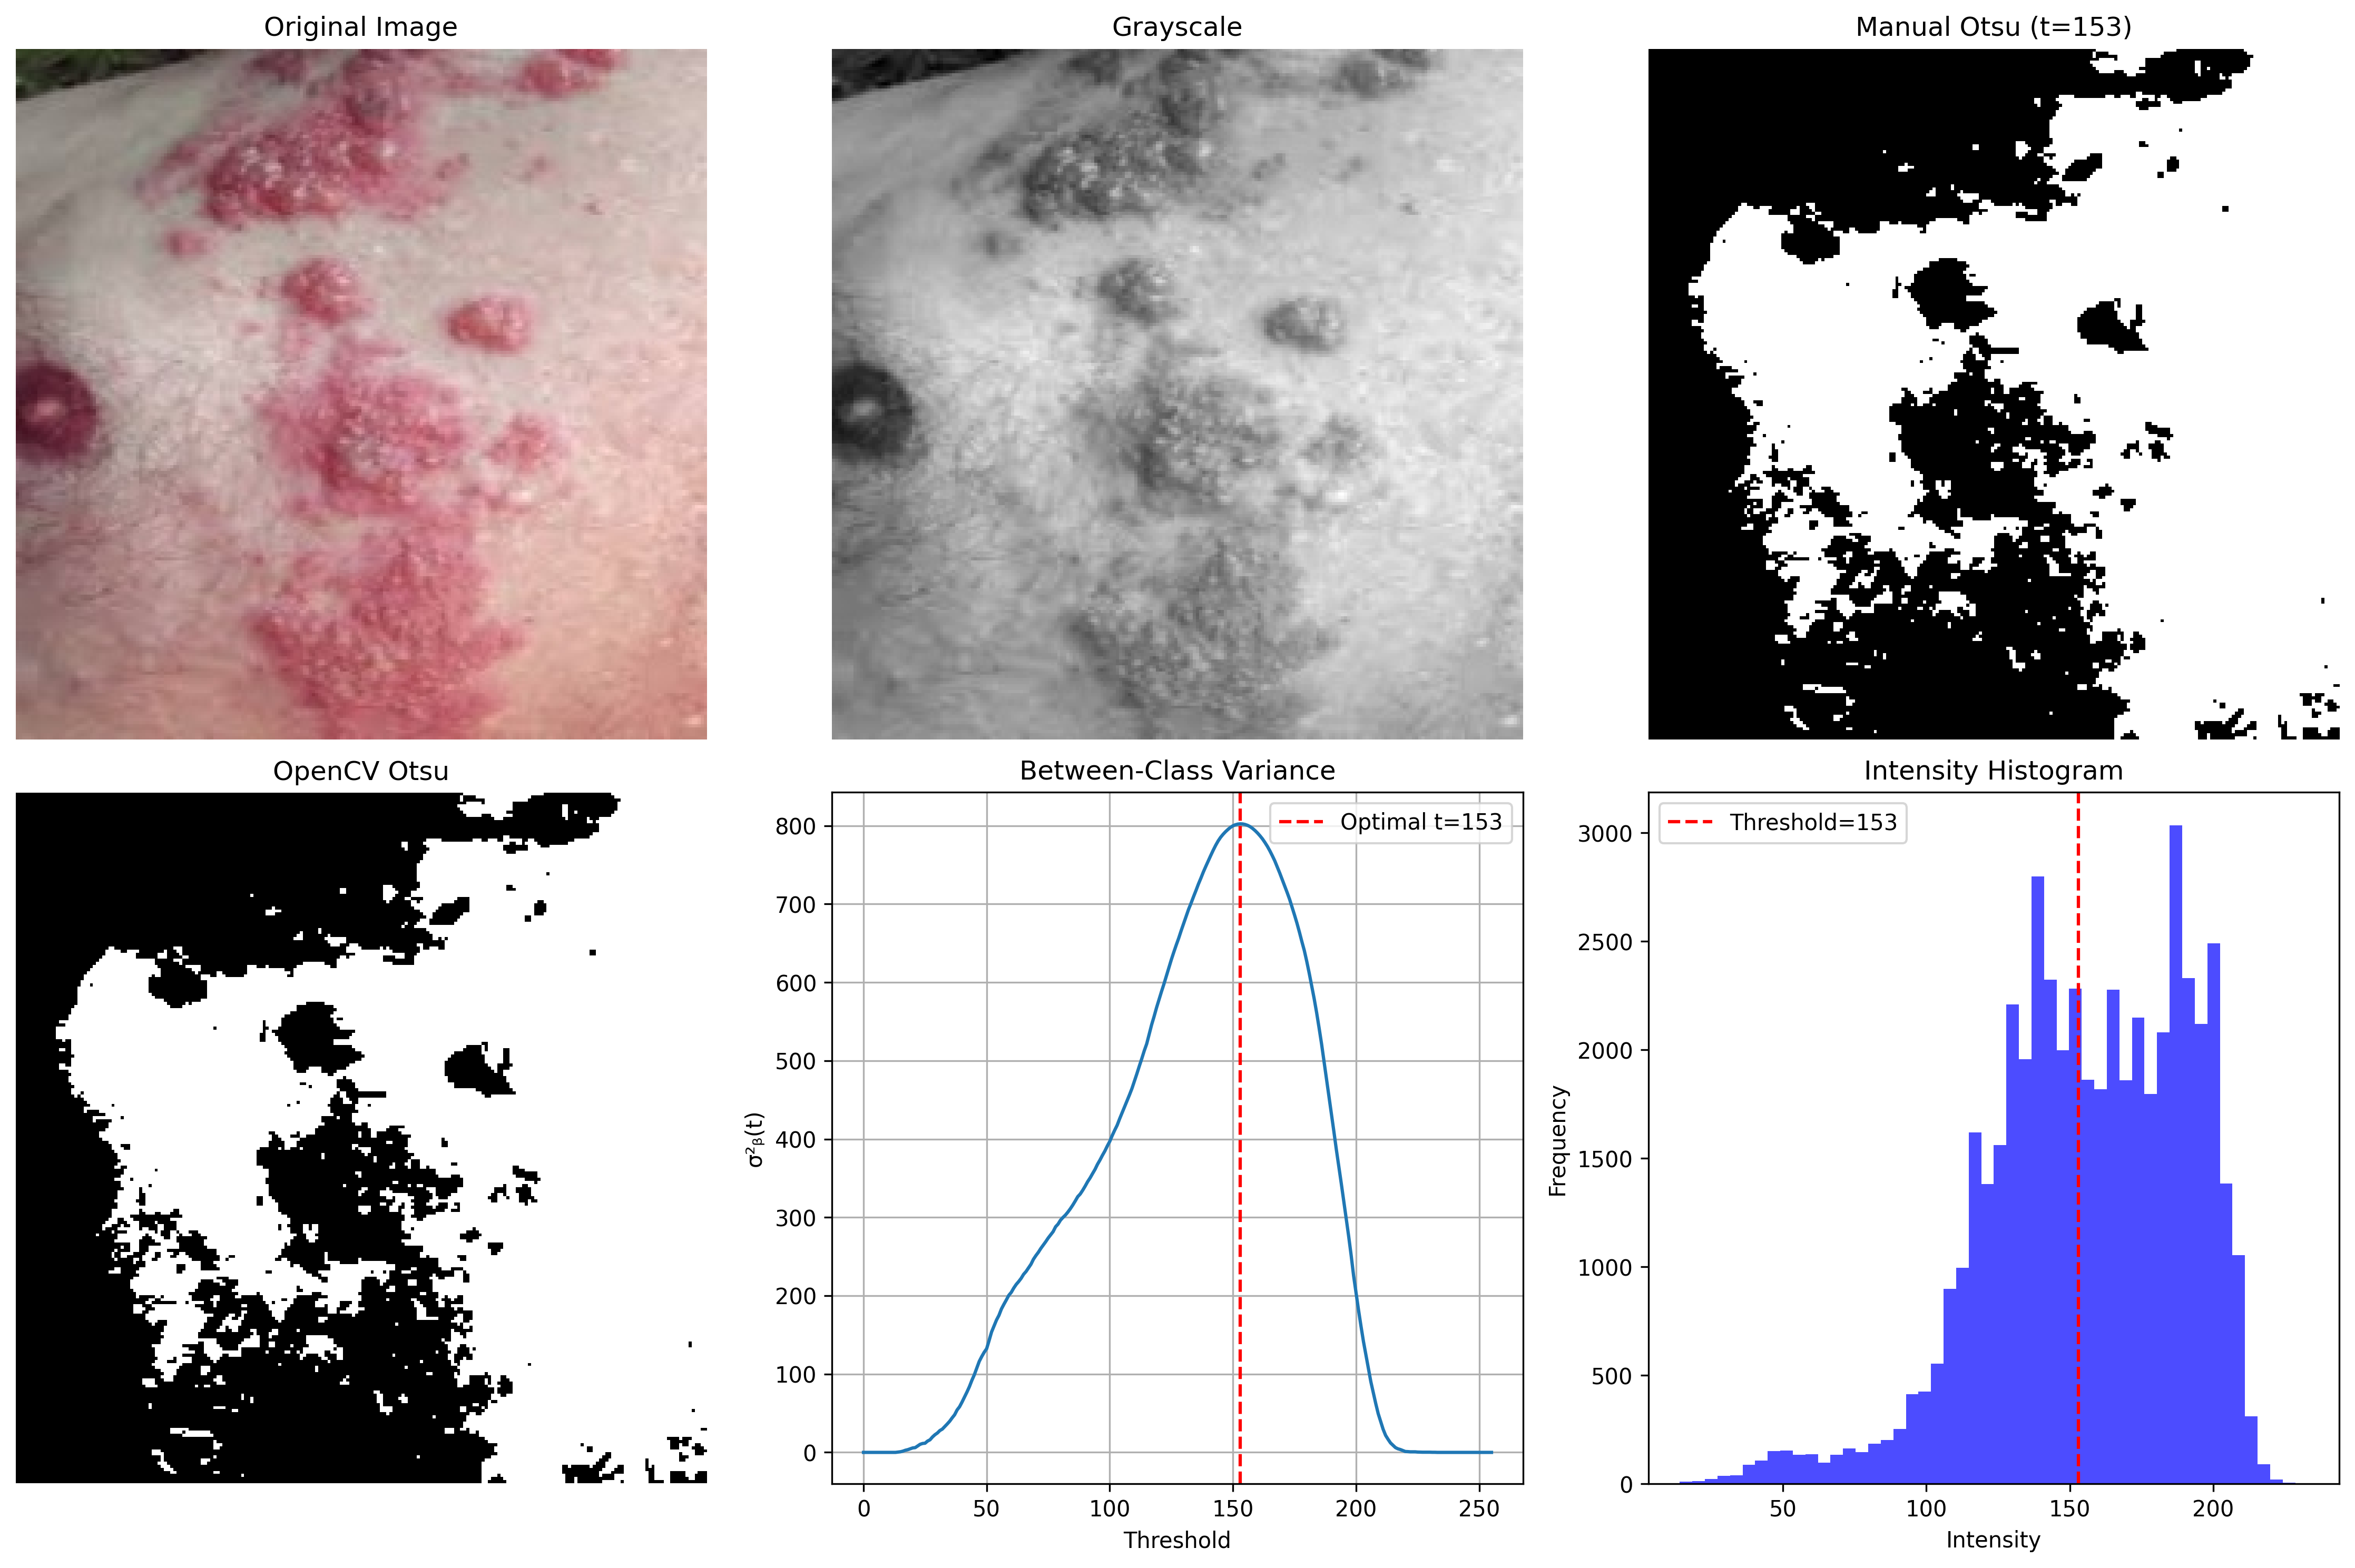 Original Image
Grayscale
Manual Otsu (t=153)
OpenCV Otsu
Between-Class Variance
Optimal t=153
800
700
600
500
400
300
200
100
0
σ²ᵦ(t)
0 50 100 150 200 250
Threshold
Intensity Histogram
Threshold=153
3000
2500
2000
1500
1000
500
0
Frequency
50 100 150 200
Intensity